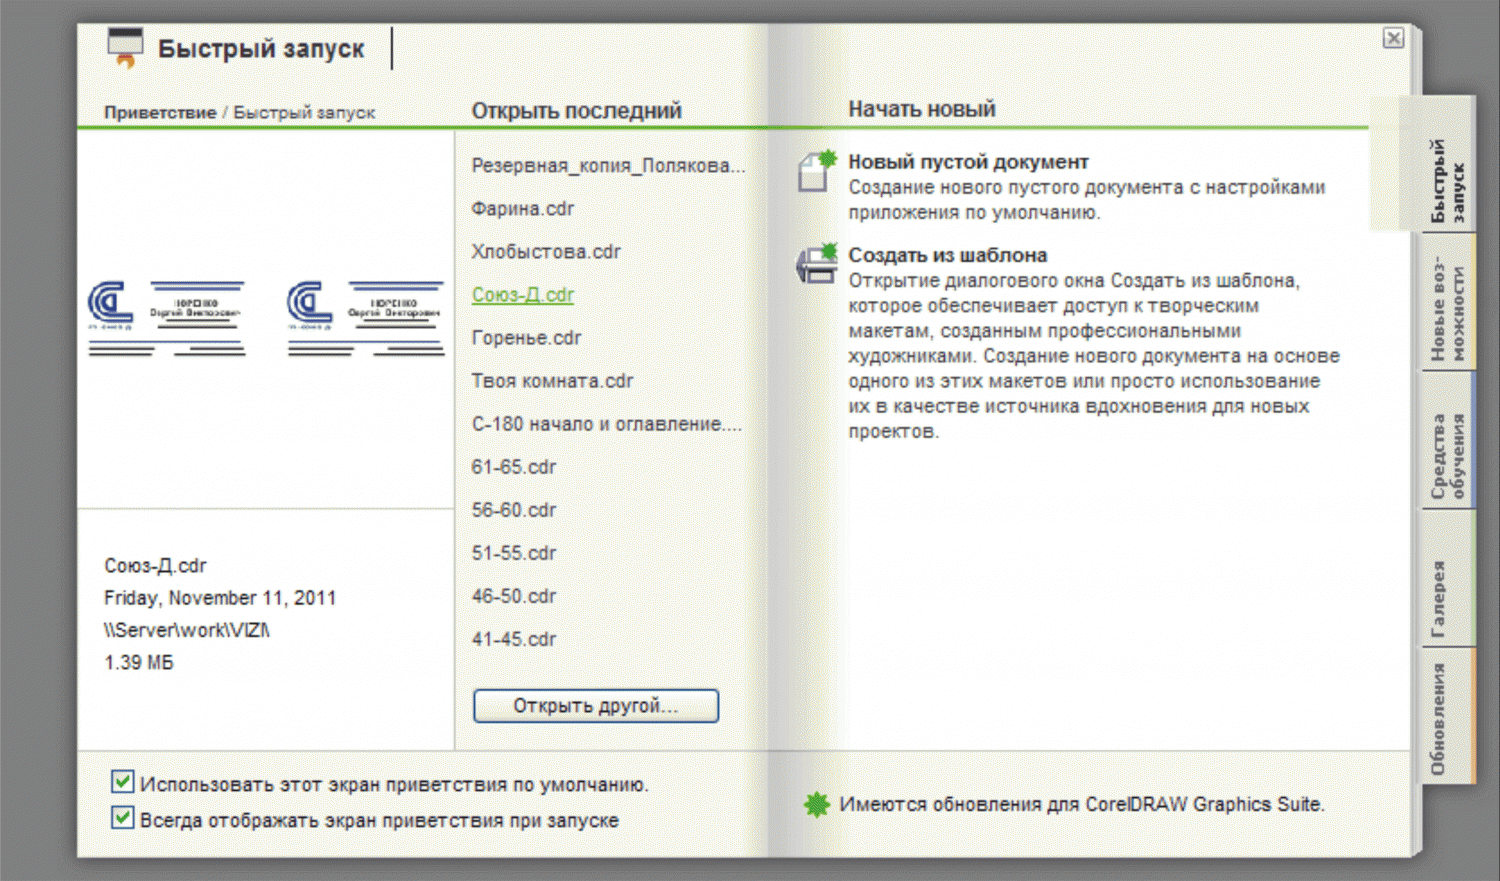 Быстрый запуск
Приветствие / Быстрый запуск
Открыть последний
Резервная_копия_Полякова...
Фарина.cdr
Хлобыстова.cdr
Союз-Д.cdr
Горенье.cdr
Твоя комната.cdr
С-180 начало и оглавление....
61-65.cdr
56-60.cdr
51-55.cdr
46-50.cdr
41-45.cdr
Открыть другой...
Союз-Д.cdr
Friday, November 11, 2011
\\Server\work\VIZI\
1.39 МБ
Использовать этот экран приветствия по умолчанию.
Всегда отображать экран приветствия при запуске
Начать новый
Новый пустой документ
Создание нового пустого документа с настройками
приложения по умолчанию.
Создать из шаблона
Открытие диалогового окна Создать из шаблона,
которое обеспечивает доступ к творческим
макетам, созданным профессиональными
художниками. Создание нового документа на основе
одного из этих макетов или просто использование
их в качестве источника вдохновения для новых
проектов.
Имеются обновления для CorelDRAW Graphics Suite.
Быстрый
запуск
Новые воз-
можности
Средства
обучения
Галерея
Обновления